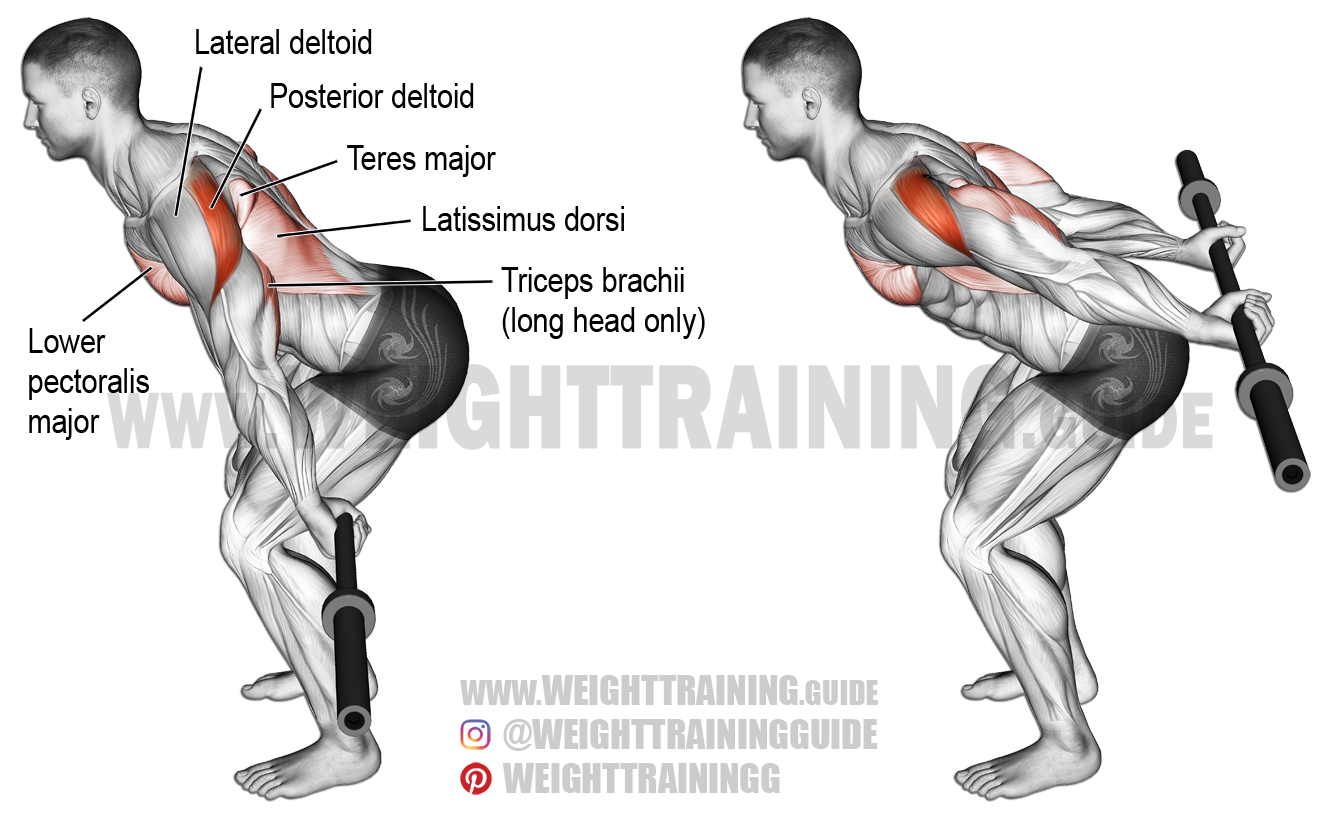 Lateral deltoid
Posterior deltoid
Teres major
Latissimus dorsi
Triceps brachii
(long head only)
Lower
pectoralis
major
WWW.WEIGHTTRAINING.GUIDE
WWW.WEIGHTTRAINING.GUIDE
@WEIGHTTRAININGGUIDE
WEIGHTTRAININGG